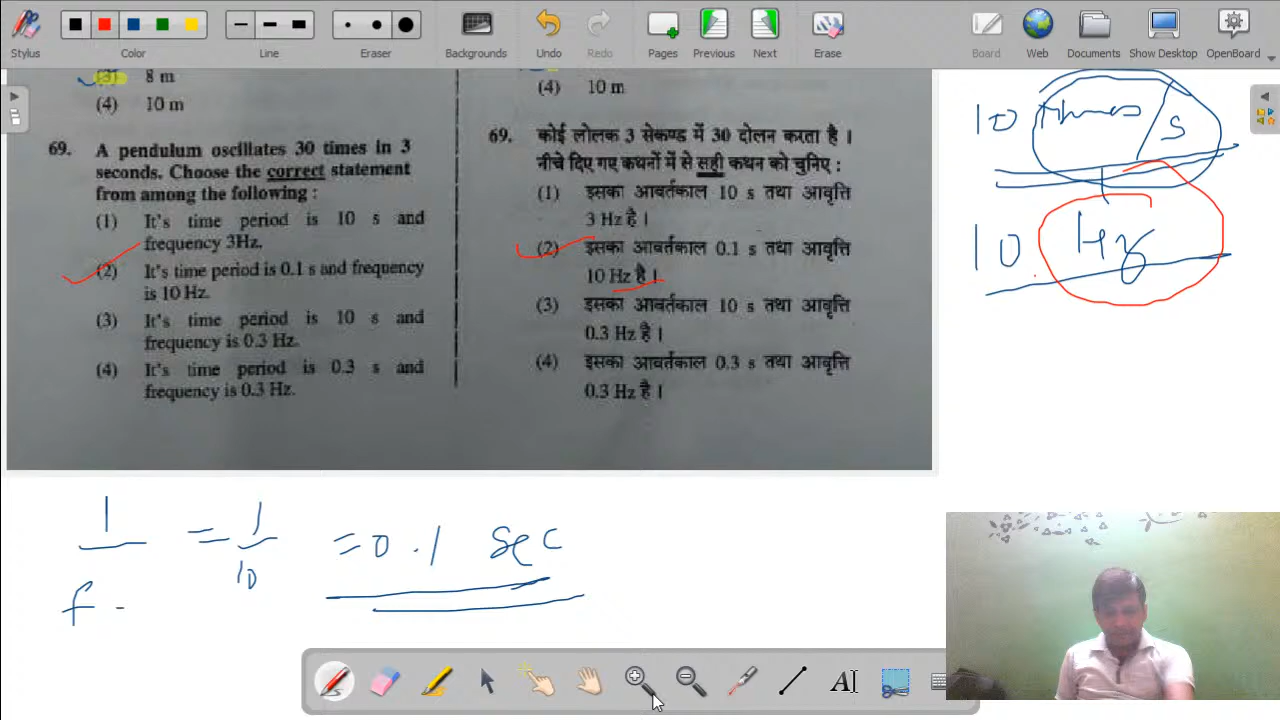 Stylus
Color
Line
Eraser
Backgrounds
Undo
Redo
Pages
Previous
Next
Erase
Board
Web
Documents
Show Desktop
OpenBoard
(3) 8 m
(4) 10 m
69. A pendulum oscillates 30 times in 3
seconds. Choose the correct statement
from among the following :
(1) It's time period is 10 s and
frequency 3Hz.
(2) It's time period is 0.1 s and frequency
is 10 Hz.
(3) It's time period is 10 s and
frequency is 0.3 Hz.
(4) It's time period is 0.3 s and
frequency is 0.3 Hz.
(4) 10 m
69. कोई लोलक 3 सेकण्ड में 30 दोलन करता है ।
नीचे दिए गए कथनों में से सही कथन को चुनिए :
(1) इसका आवर्तकाल 10 s तथा आवृत्ति
3 Hz है ।
(2) इसका आवर्तकाल 0.1 s तथा आवृत्ति
10 Hz है ।
(3) इसका आवर्तकाल 10 s तथा आवृत्ति
0.3 Hz है ।
(4) इसका आवर्तकाल 0.3 s तथा आवृत्ति
0.3 Hz है ।
10 times/s
10 Hz
1/f = 1/10 = 0.1 sec